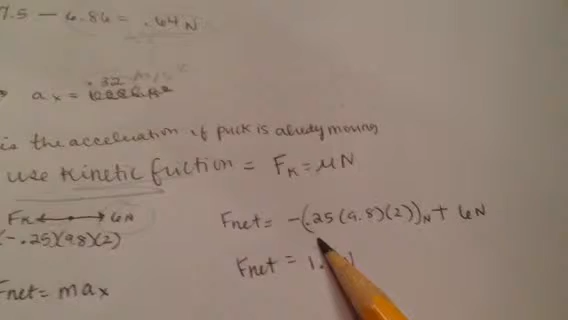 7.5 - 6.86 = .64 N
.32 m/s²
ax =
is the acceleration if puck is already moving
use kinetic friction = FK = μN
FK 6N
(-.25)(9.8)(2)
Fnet = -(.25(9.8)(2))N + 6N
Fnet = 1. N
Fnet = max